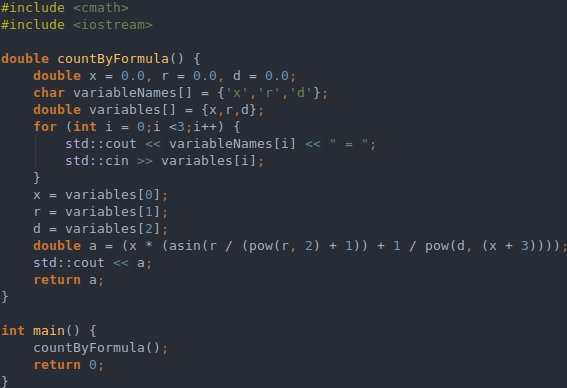 #include <cmath>
#include <iostream>

double countByFormula() {
    double x = 0.0, r = 0.0, d = 0.0;
    char variableNames[] = {'x','r','d'};
    double variables[] = {x,r,d};
    for (int i = 0;i <3;i++) {
        std::cout << variableNames[i] << " = ";
        std::cin >> variables[i];
    }
    x = variables[0];
    r = variables[1];
    d = variables[2];
    double a = (x * (asin(r / (pow(r, 2) + 1)) + 1 / pow(d, (x + 3))));
    std::cout << a;
    return a;
}

int main() {
    countByFormula();
    return 0;
}